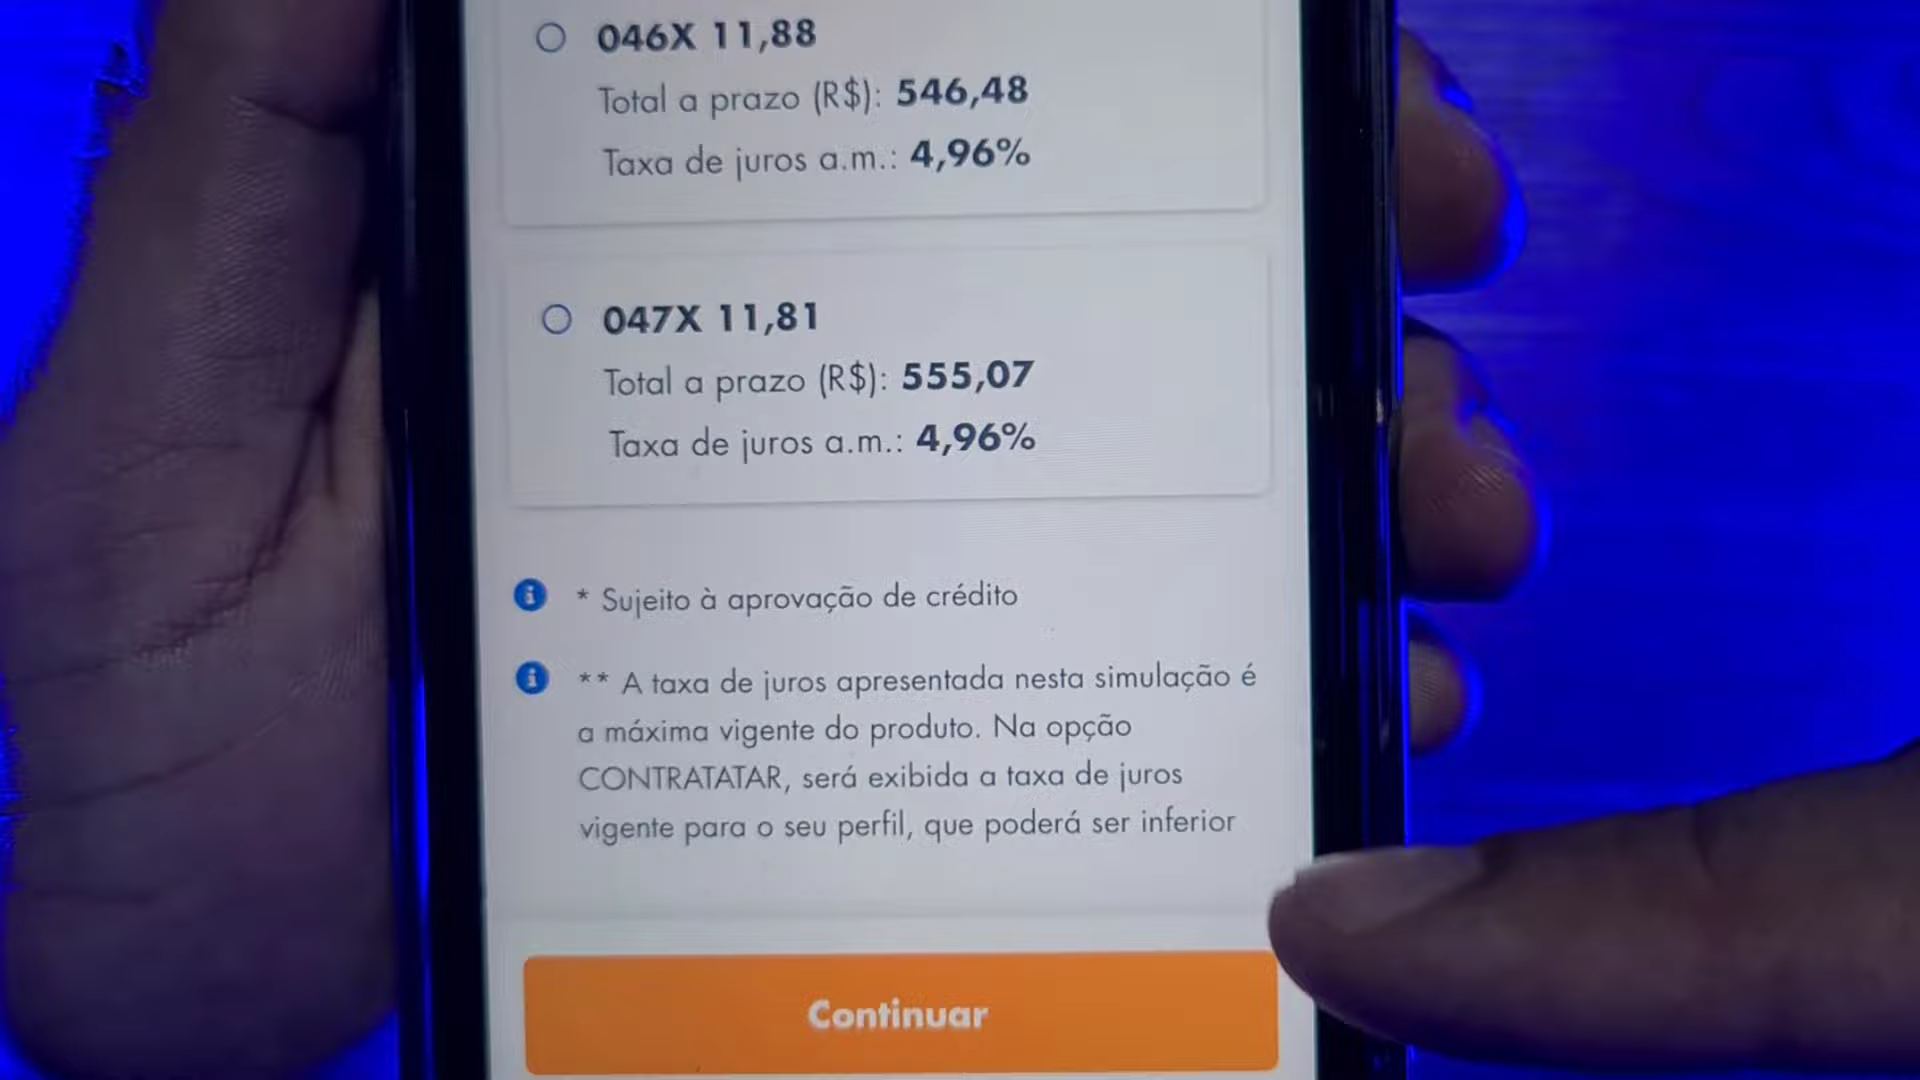 046X 11,88
Total a prazo (R$): 546,48
Taxa de juros a.m.: 4,96%
047X 11,81
Total a prazo (R$): 555,07
Taxa de juros a.m.: 4,96%
* Sujeito à aprovação de crédito
** A taxa de juros apresentada nesta simulação é
a máxima vigente do produto. Na opção
CONTRATATAR, será exibida a taxa de juros
vigente para o seu perfil, que poderá ser inferior
Continuar